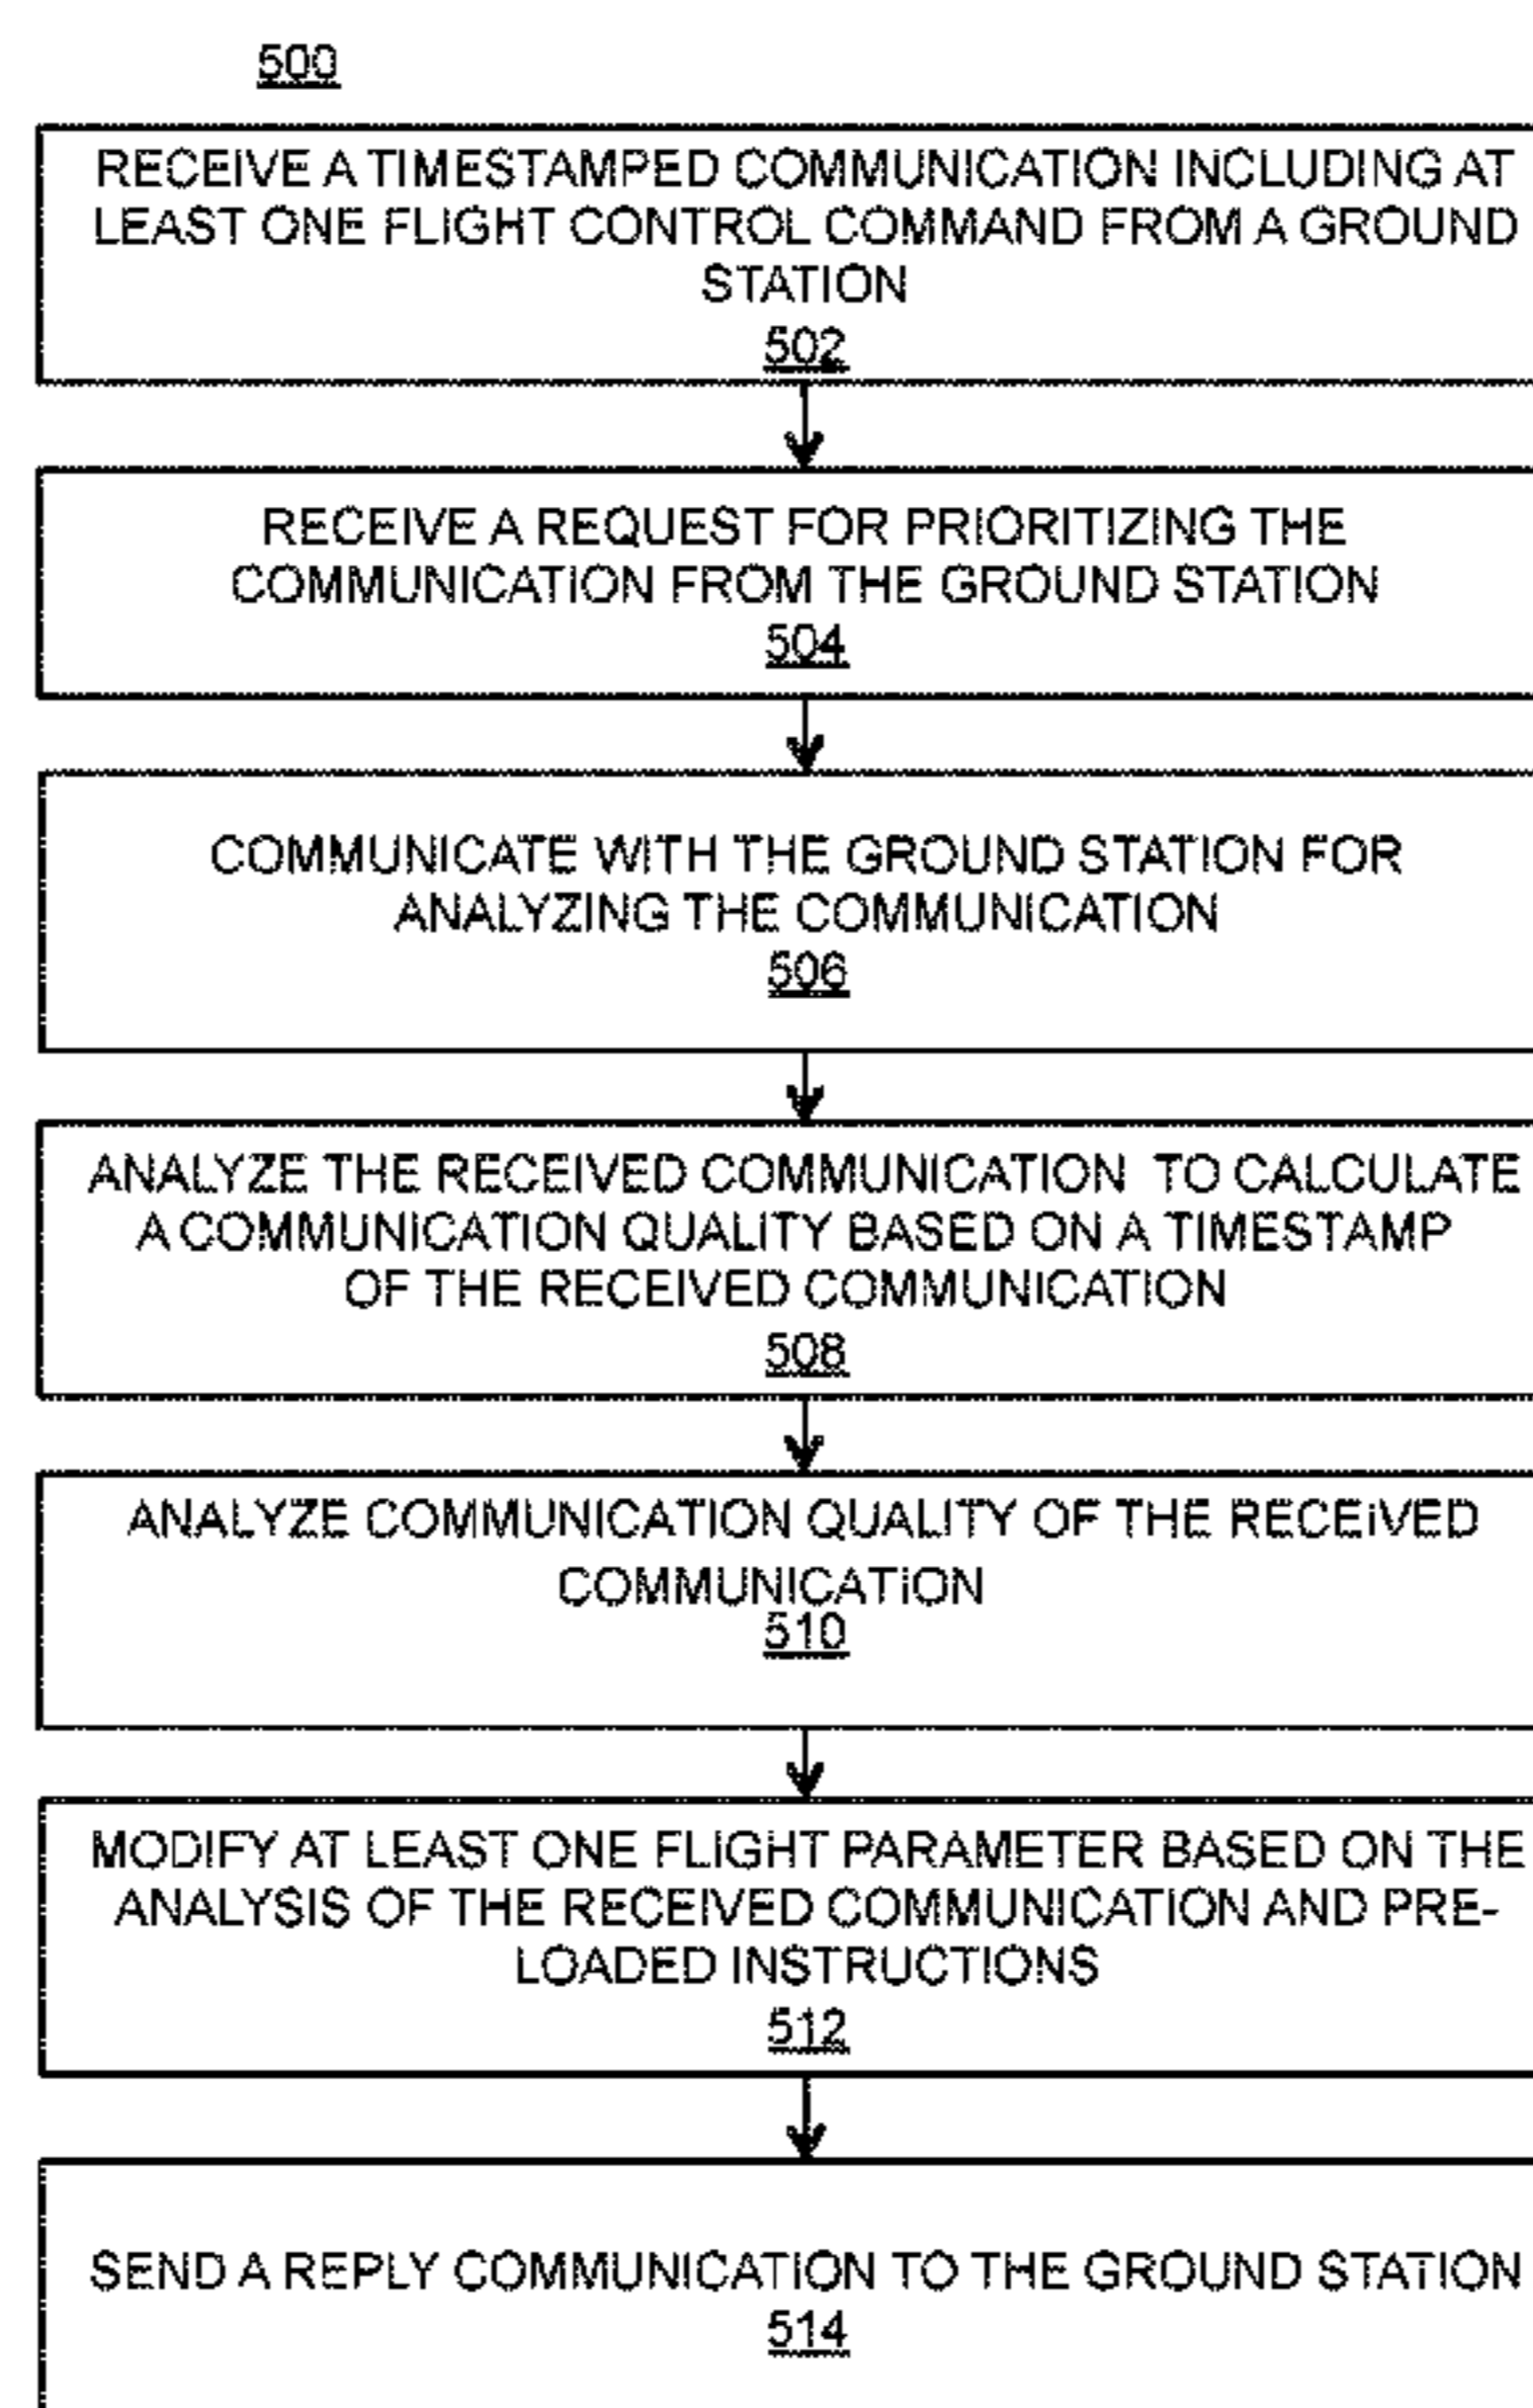 500
RECEIVE A TIMESTAMPED COMMUNICATION INCLUDING AT
LEAST ONE FLIGHT CONTROL COMMAND FROM A GROUND
STATION
502
RECEIVE A REQUEST FOR PRIORITIZING THE
COMMUNICATION FROM THE GROUND STATION
504
COMMUNICATE WITH THE GROUND STATION FOR
ANALYZING THE COMMUNICATION
506
ANALYZE THE RECEIVED COMMUNICATION TO CALCULATE
A COMMUNICATION QUALITY BASED ON A TIMESTAMP
OF THE RECEIVED COMMUNICATION
508
ANALYZE COMMUNICATION QUALITY OF THE RECEIVED
COMMUNICATION
510
MODIFY AT LEAST ONE FLIGHT PARAMETER BASED ON THE
ANALYSIS OF THE RECEIVED COMMUNICATION AND PRE-
LOADED INSTRUCTIONS
512
SEND A REPLY COMMUNICATION TO THE GROUND STATION
514